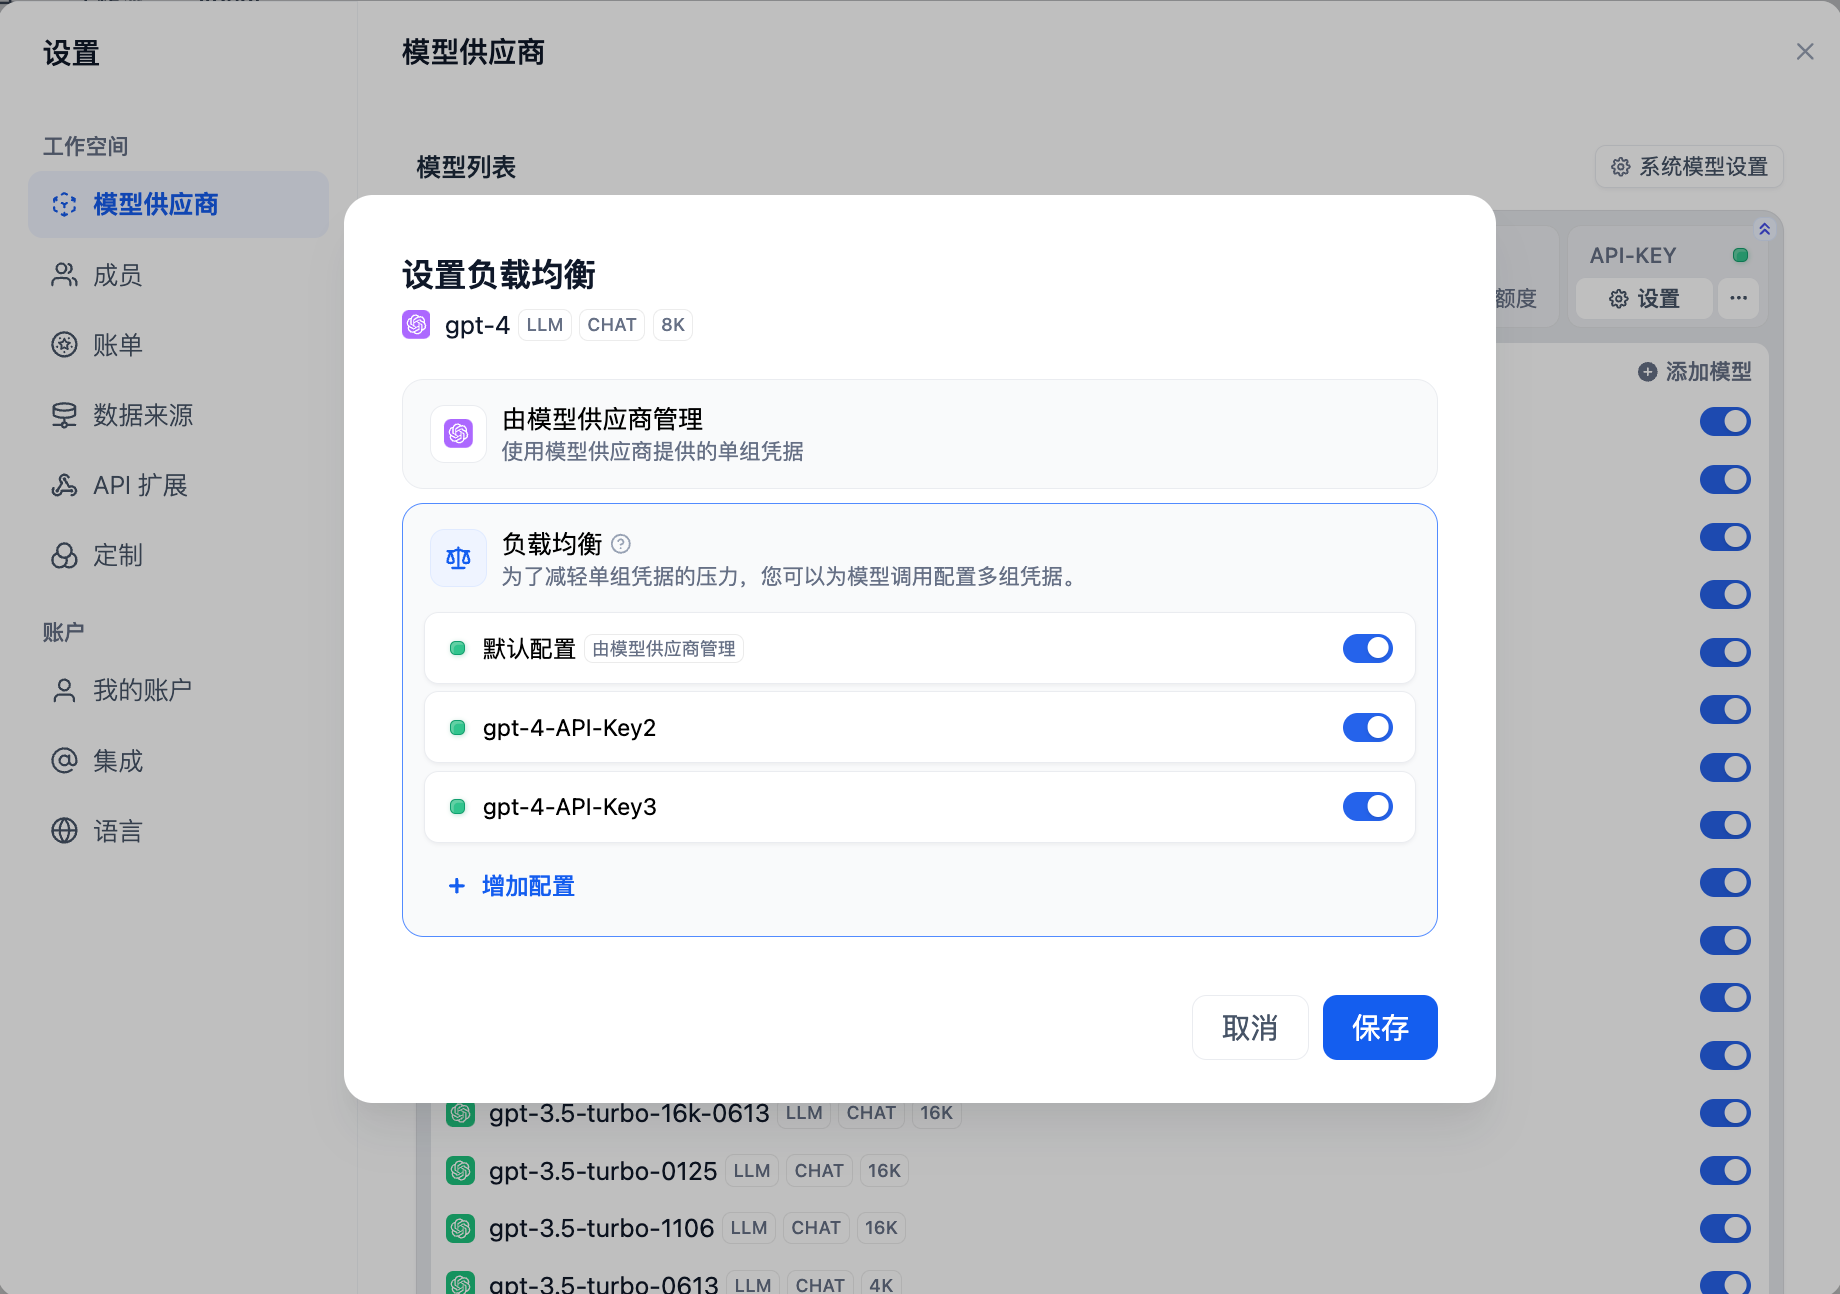 设置
模型供应商
工作空间
模型供应商
成员
账单
数据来源
API 扩展
定制
账户
我的账户
集成
语言
模型列表
系统模型设置
API-KEY
额度
设置
添加模型
设置负载均衡
gpt-4 LLM CHAT 8K
由模型供应商管理
使用模型供应商提供的单组凭据
负载均衡
为了减轻单组凭据的压力，您可以为模型调用配置多组凭据。
默认配置 由模型供应商管理
gpt-4-API-Key2
gpt-4-API-Key3
+ 增加配置
取消 保存
gpt-3.5-turbo-16k-0613 LLM CHAT 16K
gpt-3.5-turbo-0125 LLM CHAT 16K
gpt-3.5-turbo-1106 LLM CHAT 16K
gpt-3.5-turbo-0613 LLM CHAT 4K